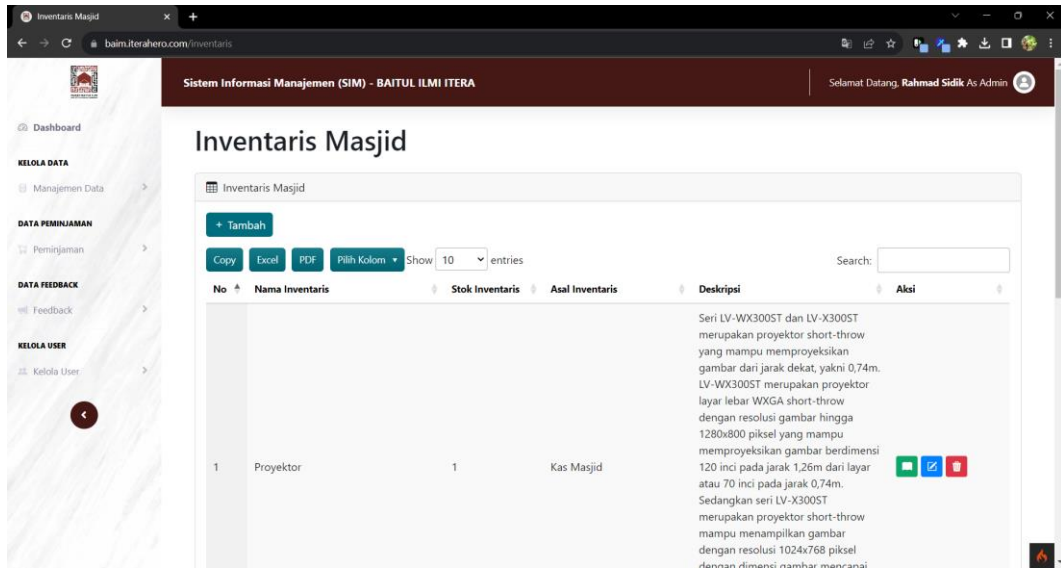 Inventaris Masjid
baim.iterahero.com/inventaris
Sistem Informasi Manajemen (SIM) - BAITUL ILMI ITERA
Selamat Datang, Rahmad Sidik As Admin
Dashboard
KELOLA DATA
Manajemen Data
DATA PEMINJAMAN
Peminjaman
DATA FEEDBACK
Feedback
KELOLA USER
Kelola User
Inventaris Masjid
Inventaris Masjid
+ Tambah
Copy Excel PDF Pilih Kolom Show 10 entries Search:
No Nama Inventaris Stok Inventaris Asal Inventaris Deskripsi Aksi
1 Proyektor 1 Kas Masjid
Seri LV-WX300ST dan LV-X300ST
merupakan proyektor short-throw
yang mampu memproyeksikan
gambar dari jarak dekat, yakni 0,74m.
LV-WX300ST merupakan proyektor
layar lebar WXGA short-throw
dengan resolusi gambar hingga
1280x800 piksel yang mampu
memproyeksikan gambar berdimensi
120 inci pada jarak 1,26m dari layar
atau 70 inci pada jarak 0,74m.
Sedangkan seri LV-X300ST
merupakan proyektor short-throw
mampu menampilkan gambar
dengan resolusi 1024x768 piksel
dengan dimensi gambar mencapai